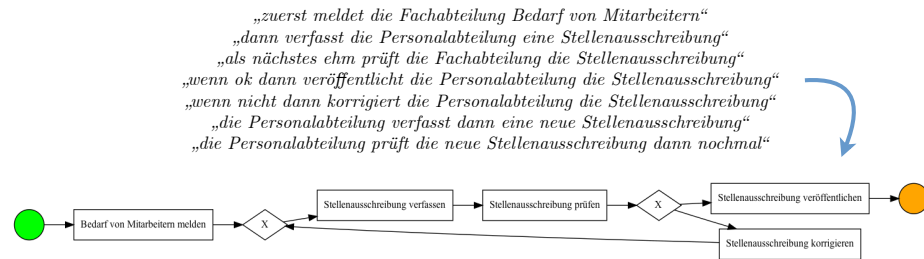 „zuerst meldet die Fachabteilung Bedarf von Mitarbeitern“
„dann verfasst die Personalabteilung eine Stellenausschreibung“
„als nächstes ehm prüft die Fachabteilung die Stellenausschreibung“
„wenn ok dann veröffentlicht die Personalabteilung die Stellenausschreibung“
„wenn nicht dann korrigiert die Personalabteilung die Stellenausschreibung“
„die Personalabteilung verfasst dann eine neue Stellenausschreibung“
„die Personalabteilung prüft die neue Stellenausschreibung dann nochmal“
Bedarf von Mitarbeitern melden
X
Stellenausschreibung verfassen
Stellenausschreibung prüfen
X
Stellenausschreibung veröffentlichen
Stellenausschreibung korrigieren